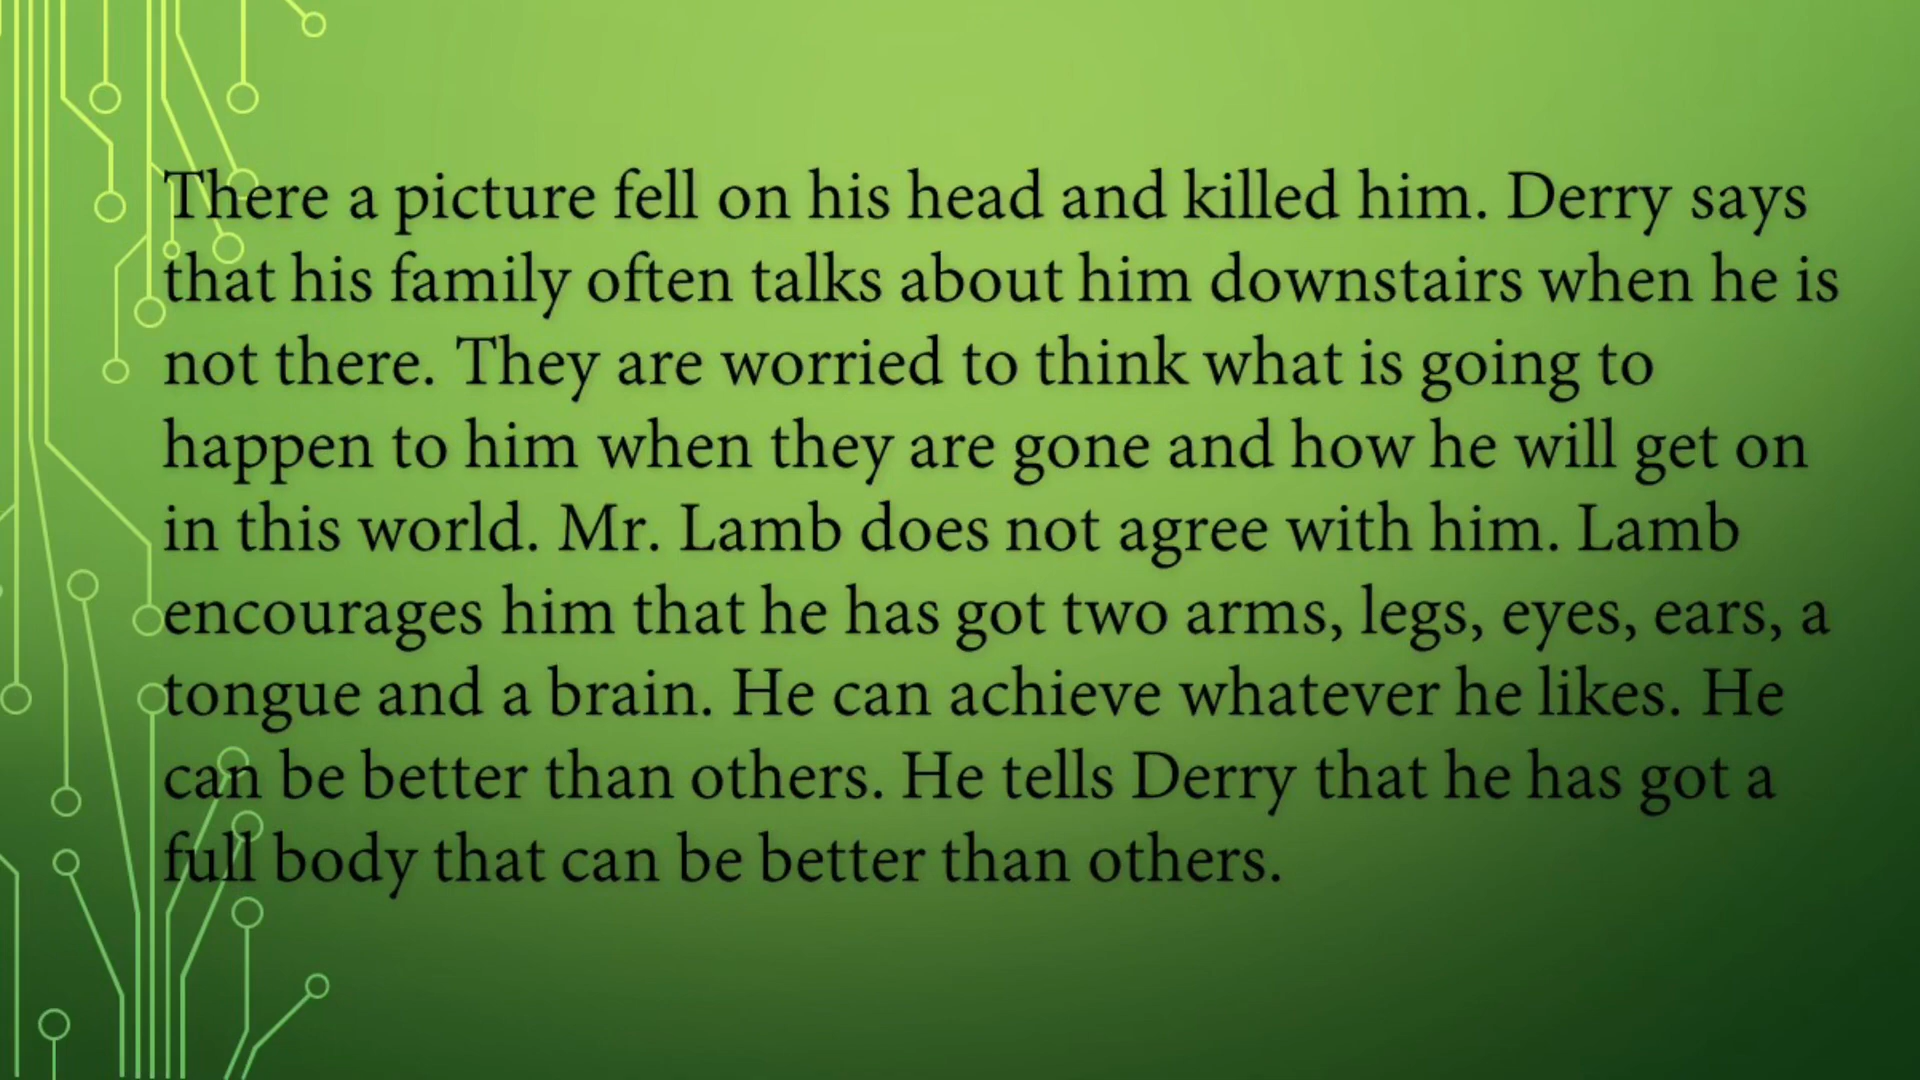 There a picture fell on his head and killed him. Derry says
that his family often talks about him downstairs when he is
not there. They are worried to think what is going to
happen to him when they are gone and how he will get on
in this world. Mr. Lamb does not agree with him. Lamb
encourages him that he has got two arms, legs, eyes, ears, a
tongue and a brain. He can achieve whatever he likes. He
can be better than others. He tells Derry that he has got a
full body that can be better than others.